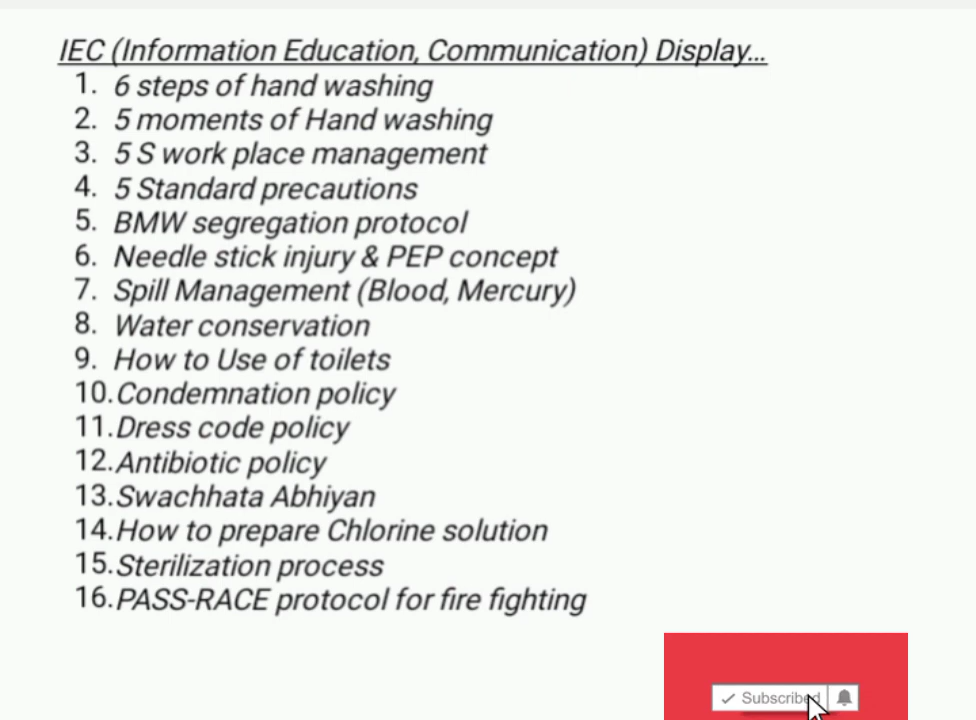 IEC (Information Education, Communication) Display...
1. 6 steps of hand washing
2. 5 moments of Hand washing
3. 5 S work place management
4. 5 Standard precautions
5. BMW segregation protocol
6. Needle stick injury & PEP concept
7. Spill Management (Blood, Mercury)
8. Water conservation
9. How to Use of toilets
10. Condemnation policy
11. Dress code policy
12. Antibiotic policy
13. Swachhata Abhiyan
14. How to prepare Chlorine solution
15. Sterilization process
16. PASS-RACE protocol for fire fighting
Subscribed